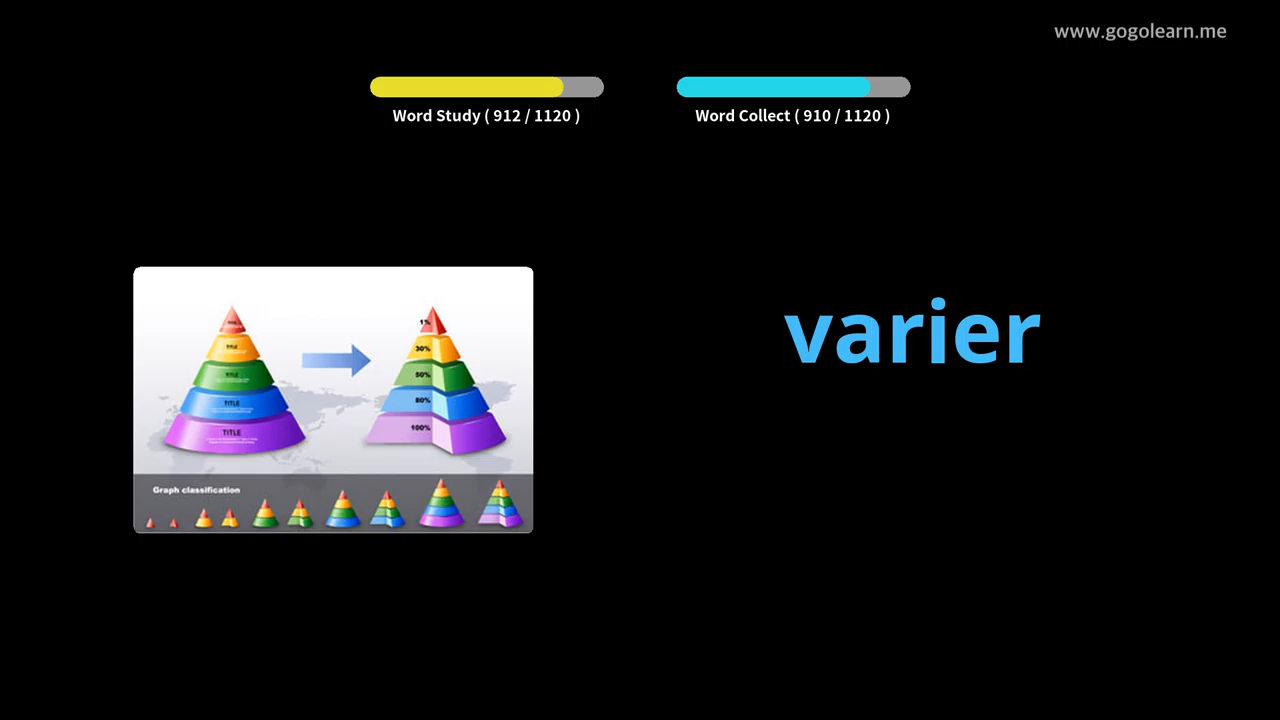 www.gogolearn.me
Word Study ( 912 / 1120 )
Word Collect ( 910 / 1120 )
varier
TITLE
TITLE
TITLE
TITLE
1%
30%
50%
80%
100%
Graph classification